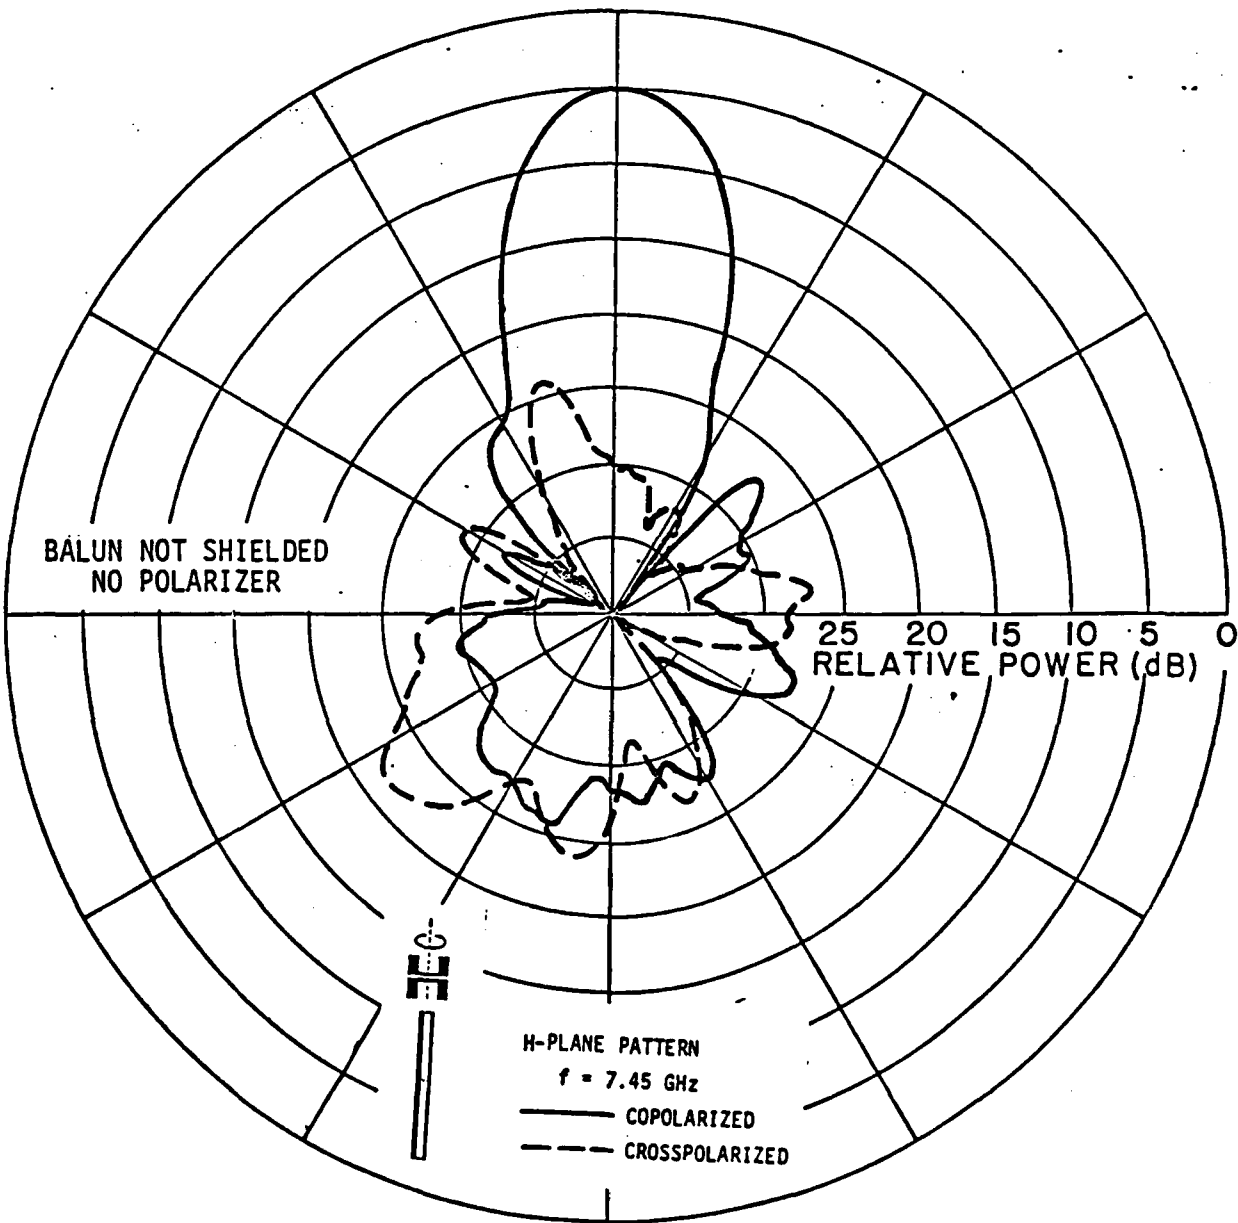 BALUN NOT SHIELDED
NO POLARIZER
25 20 15 10 5 0
RELATIVE POWER (dB)
H-PLANE PATTERN
f = 7.45 GHz
COPOLARIZED
CROSSPOLARIZED